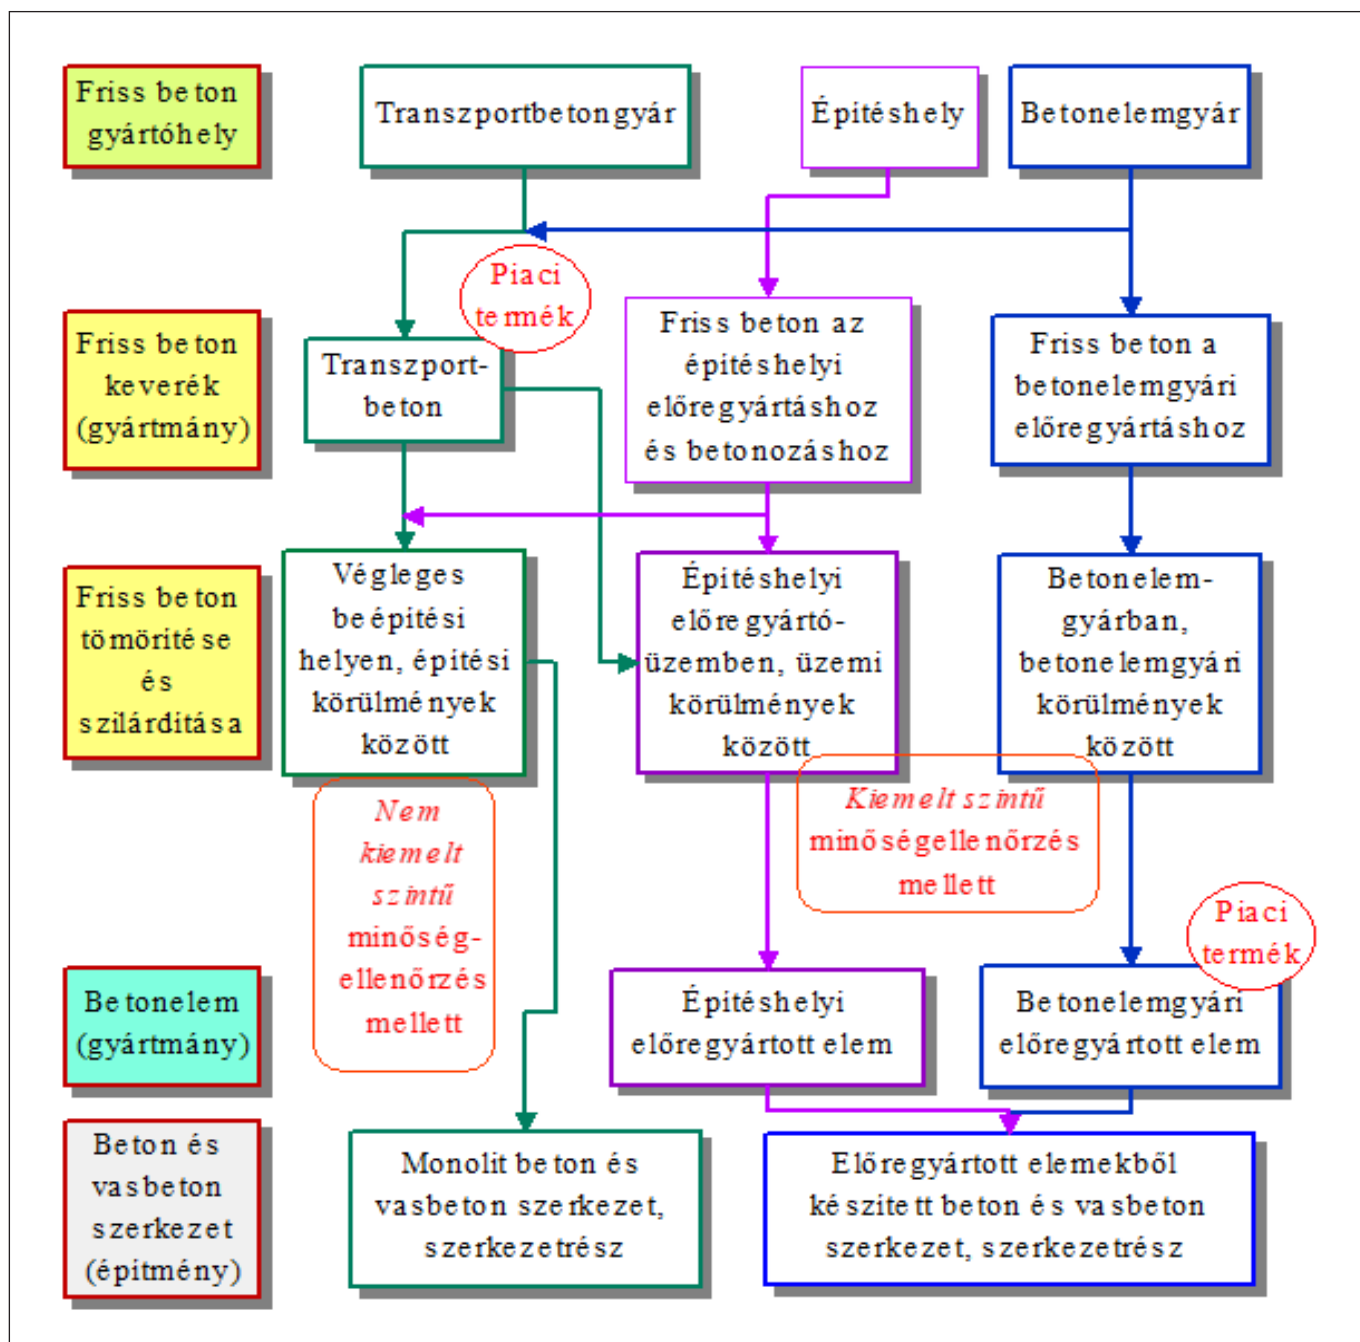 Friss beton
gyártóhely
Transzportbetongyár
Építéshely
Betonelemgyár
Piaci
termék
Friss beton
keverék
(gyártmány)
Transzport-
beton
Friss beton az
építéshelyi
előregyártáshoz
és betonozáshoz
Friss beton a
betonelemgyári
előregyártáshoz
Friss beton
tömörítése
és
szilárdítása
Végleges
beépítési
helyen, építési
körülmények
között
Építéshelyi
előregyártó-
üzemben, üzemi
körülmények
között
Betonelem-
gyárban,
betonelemgyári
körülmények
között
Nem
kiemelt
szintű
minőség-
ellenőrzés
mellett
Kiemelt szintű
minőségellenőrzés
mellett
Piaci
termék
Betonelem
(gyártmány)
Építéshelyi
előregyártott elem
Betonelemgyári
előregyártott elem
Beton és
vasbeton
szerkezet
(építmény)
Monolit beton és
vasbeton szerkezet,
szerkezetrész
Előregyártott elemekből
készített beton és vasbeton
szerkezet, szerkezetrész